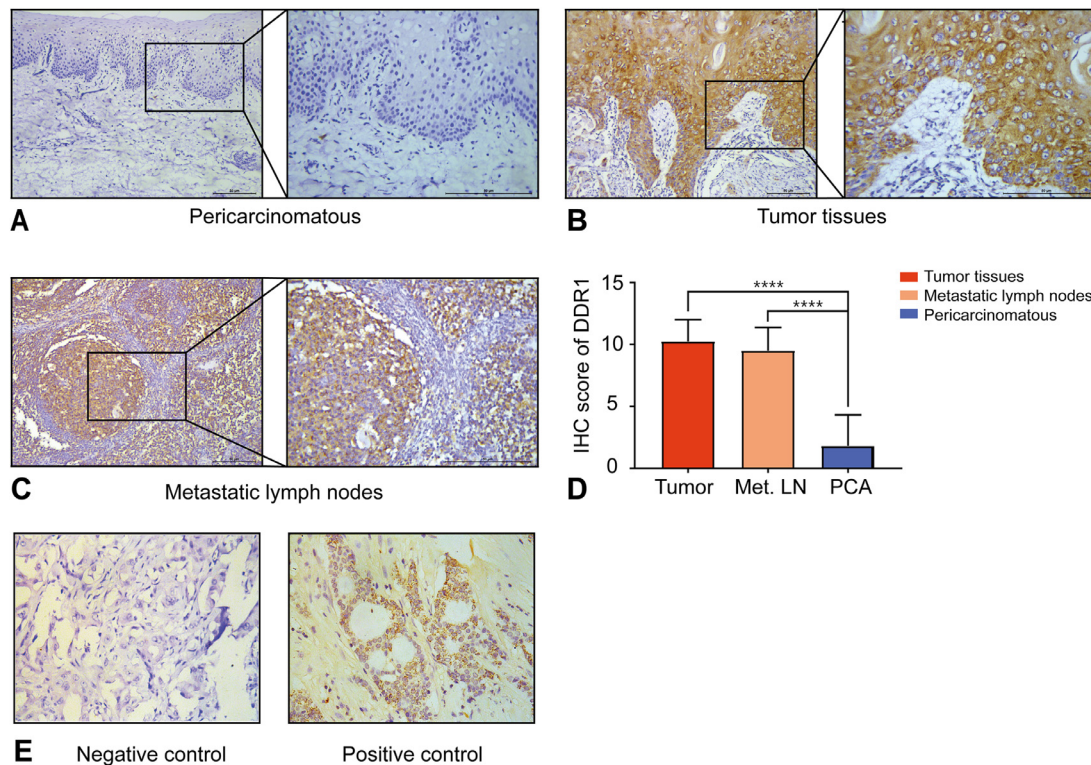 A
Pericarcinomatous
B
Tumor tissues
C
Metastatic lymph nodes
IHC score of DDR1
15
10
5
0
****
****
Tumor
Met. LN
PCA
D
Tumor tissues
Metastatic lymph nodes
Pericarcinomatous
E
Negative control
Positive control